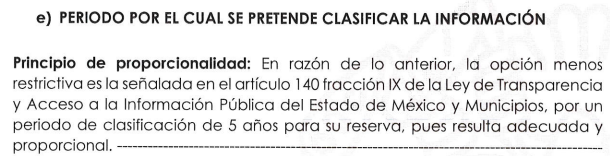 e) PERIODO POR EL CUAL SE PRETENDE CLASIFICAR LA INFORMACIÓN
Principio de proporcionalidad: En razón de lo anterior, la opción menos
restrictiva es la señalada en el artículo 140 fracción IX de la Ley de Transparencia
y Acceso a la Información Pública del Estado de México y Municipios, por un
periodo de clasificación de 5 años para su reserva, pues resulta adecuada y
proporcional. ----------------------------------------------------------------------------------------